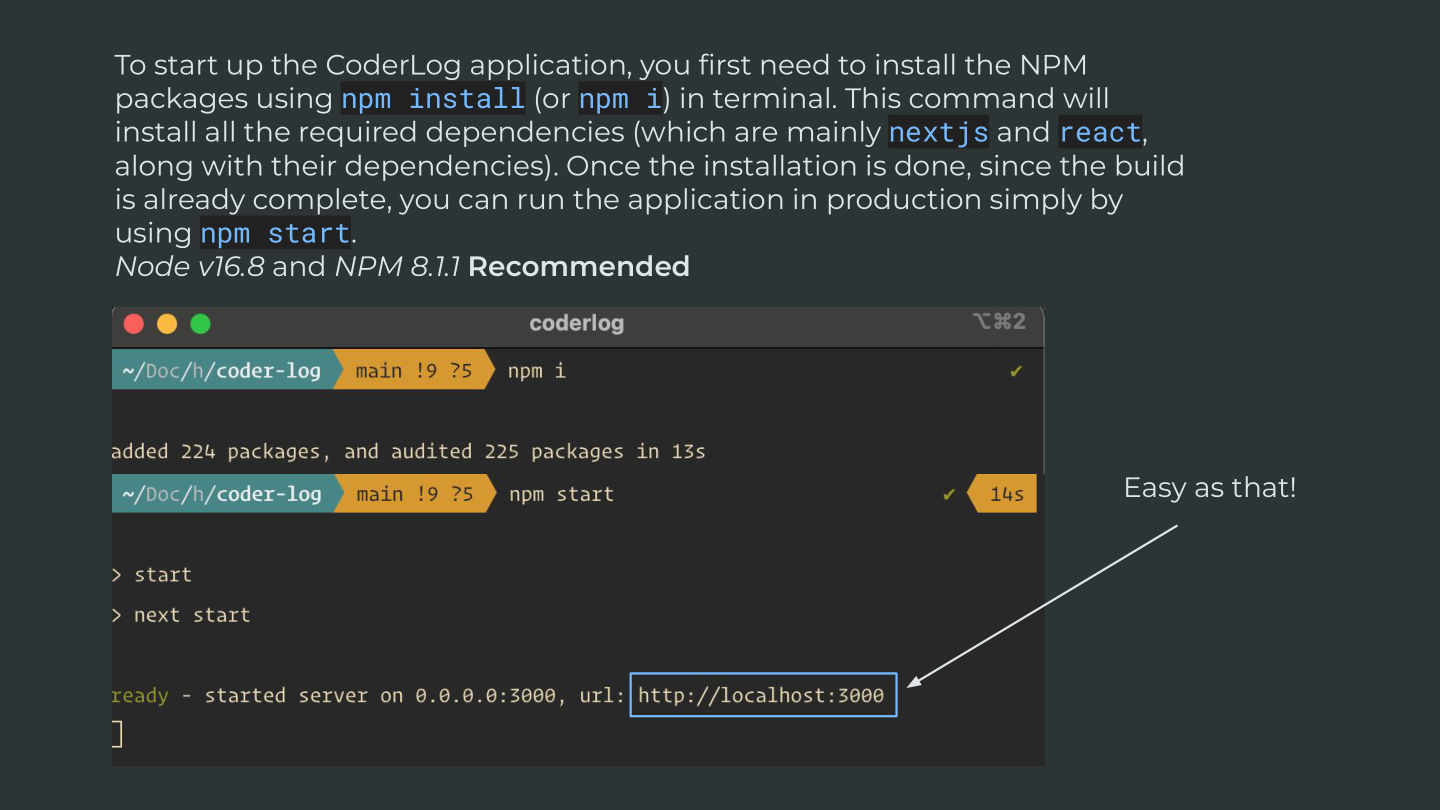 To start up the CoderLog application, you first need to install the NPM
packages using npm install (or npm i) in terminal. This command will
install all the required dependencies (which are mainly nextjs and react,
along with their dependencies). Once the installation is done, since the build
is already complete, you can run the application in production simply by
using npm start.
Node v16.8 and NPM 8.1.1 Recommended
coderlog ⌥⌘2
~/Doc/h/coder-log main !9 ?5 npm i ✔
added 224 packages, and audited 225 packages in 13s
~/Doc/h/coder-log main !9 ?5 npm start ✔ 14s
Easy as that!
> start
> next start
ready - started server on 0.0.0.0:3000, url: http://localhost:3000